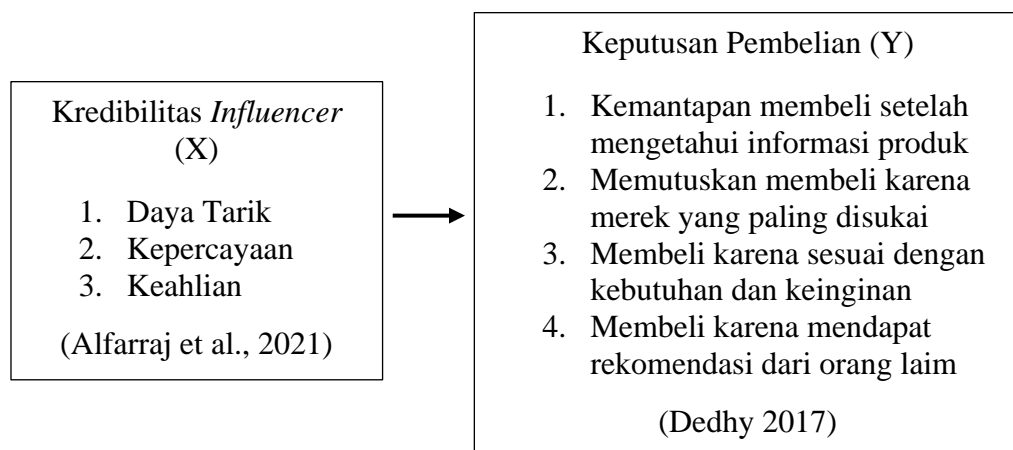 Kredibilitas Influencer
(X)
1. Daya Tarik
2. Kepercayaan
3. Keahlian
(Alfarraj et al., 2021)
Keputusan Pembelian (Y)
1. Kemantapan membeli setelah
mengetahui informasi produk
2. Memutuskan membeli karena
merek yang paling disukai
3. Membeli karena sesuai dengan
kebutuhan dan keinginan
4. Membeli karena mendapat
rekomendasi dari orang laim
(Dedhy 2017)